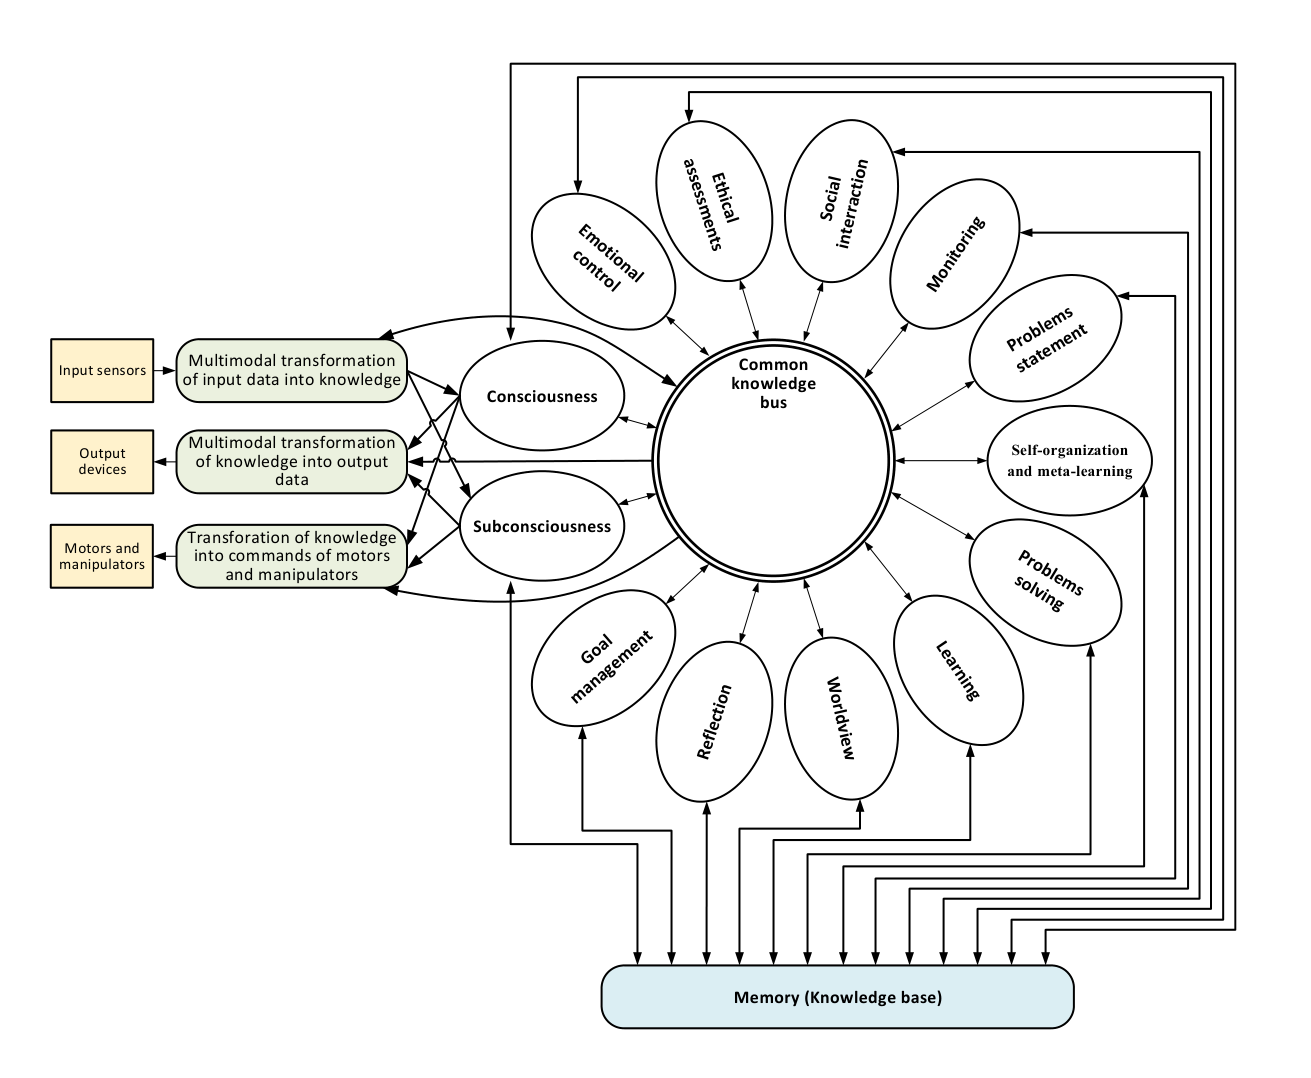 Ethical
assessments
Social
interraction
Emotional
control
Monitoring
Problems
statement
Input sensors
Multimodal transformation
of input data into knowledge
Consciousness
Common
knowledge
bus
Output
devices
Multimodal transformation
of knowledge into output
data
Self-organization
and meta-learning
Motors and
manipulators
Transforation of knowledge
into commands of motors
and manipulators
Subconsciousness
Problems
solving
Goal
management
Reflection
Worldview
Learning
Memory (Knowledge base)